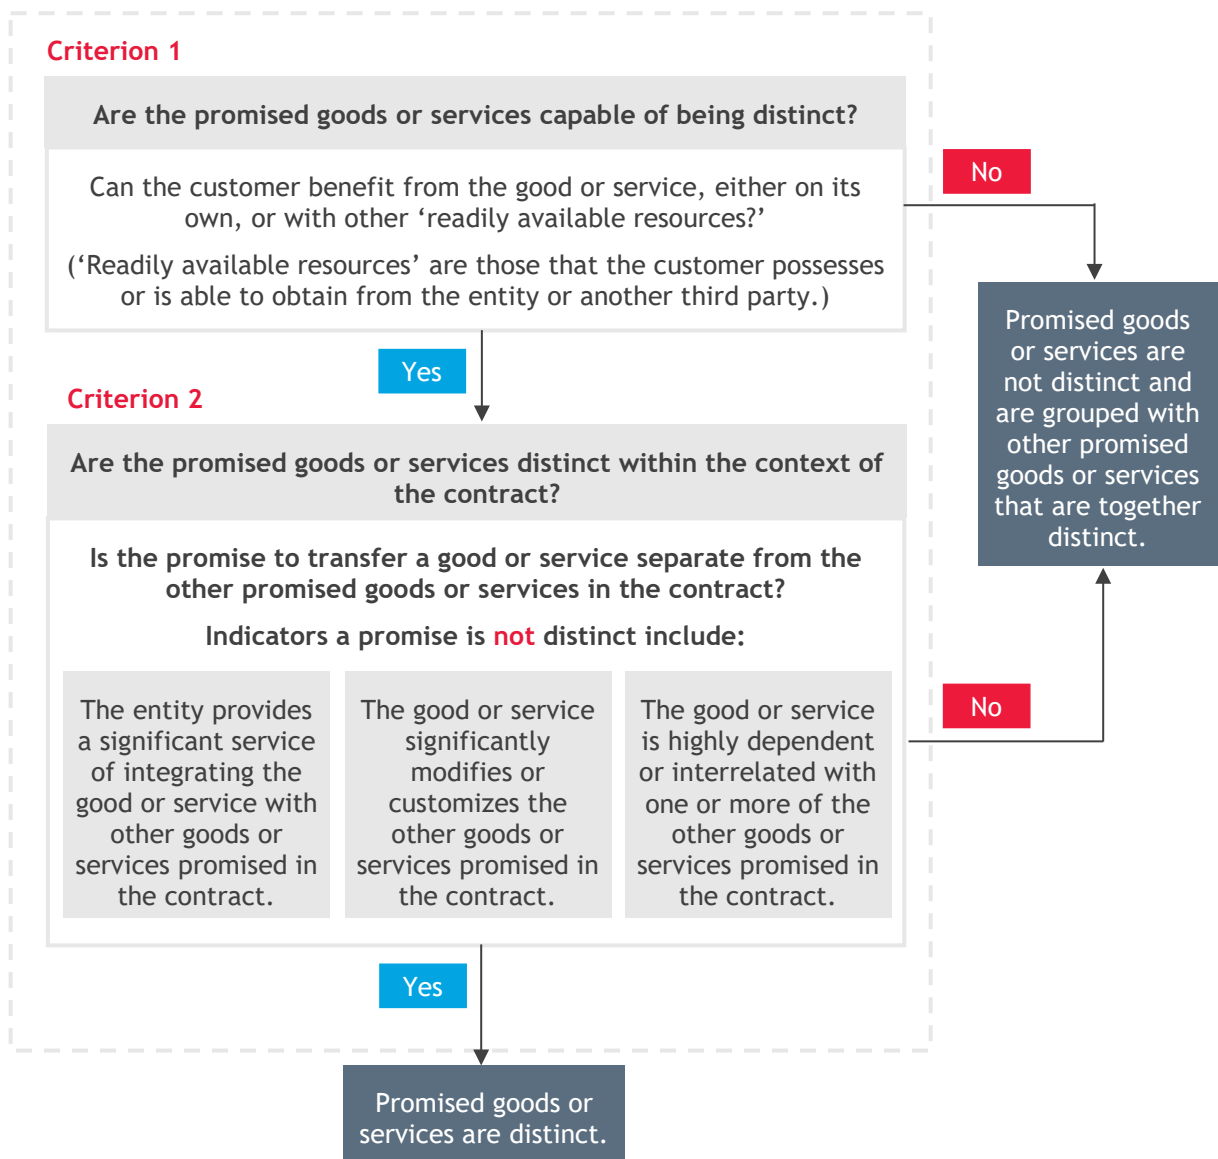 Criterion 1
Are the promised goods or services capable of being distinct?
Can the customer benefit from the good or service, either on its
own, or with other ‘readily available resources?’
(‘Readily available resources’ are those that the customer possesses
or is able to obtain from the entity or another third party.)
No
Promised goods
or services are
not distinct and
are grouped with
other promised
goods or services
that are together
distinct.
Yes
Criterion 2
Are the promised goods or services distinct within the context of
the contract?
Is the promise to transfer a good or service separate from the
other promised goods or services in the contract?
Indicators a promise is not distinct include:
The entity provides
a significant service
of integrating the
good or service with
other goods or
services promised in
the contract.
The good or service
significantly
modifies or
customizes the
other goods or
services promised in
the contract.
The good or service
is highly dependent
or interrelated with
one or more of the
other goods or
services promised in
the contract.
No
Yes
Promised goods or
services are distinct.